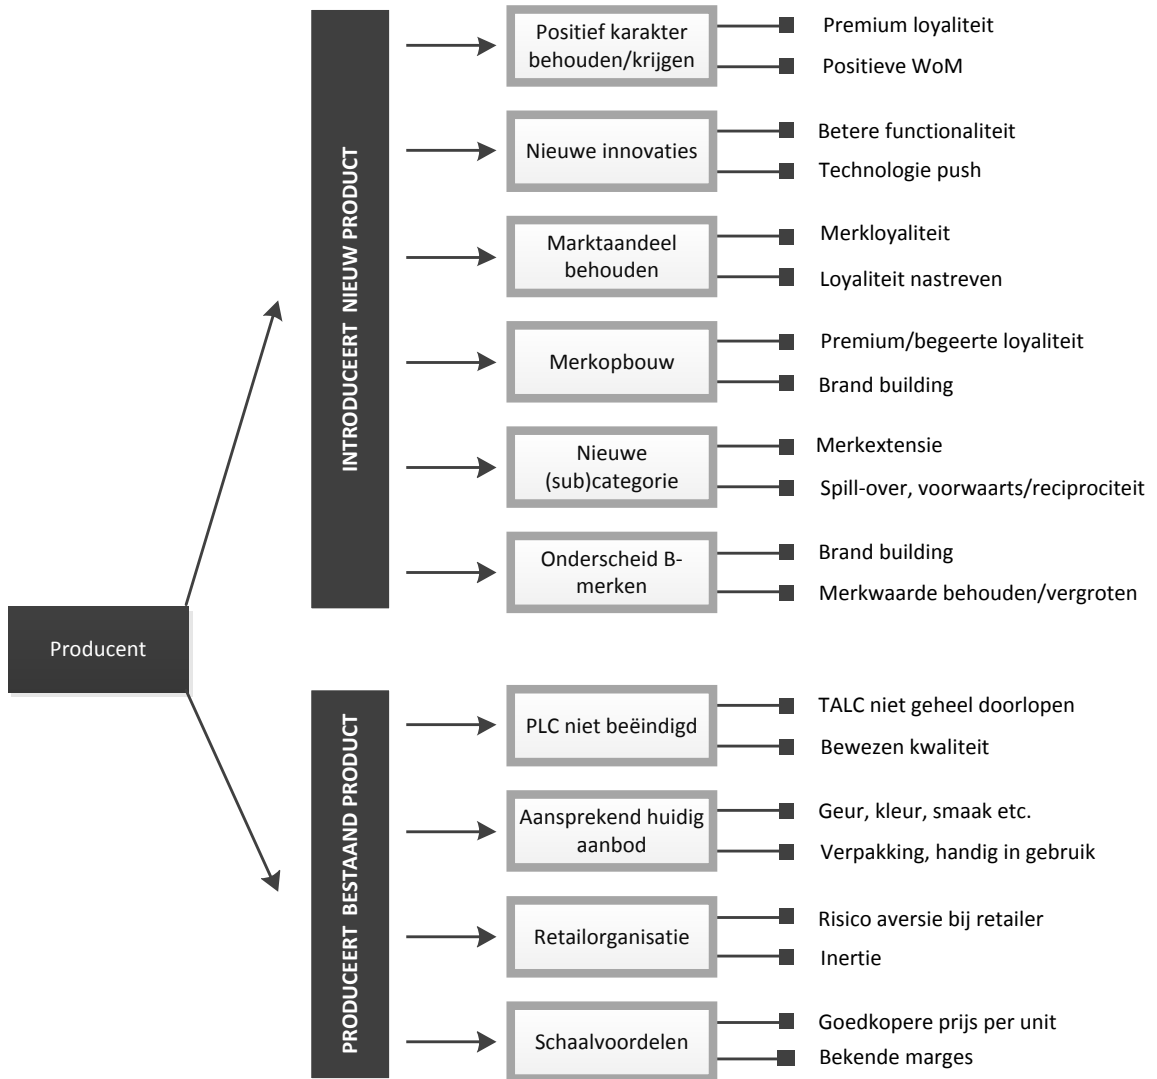 Producent
INTRODUCEERT NIEUW PRODUCT
Positief karakter
behouden/krijgen
Premium loyaliteit
Positieve WoM
Nieuwe innovaties
Betere functionaliteit
Technologie push
Marktaandeel
behouden
Merkloyaliteit
Loyaliteit nastreven
Merkopbouw
Premium/begeerte loyaliteit
Brand building
Nieuwe
(sub)categorie
Merkextensie
Spill-over, voorwaarts/reciprociteit
Onderscheid B-
merken
Brand building
Merkwaarde behouden/vergroten
PRODUCEERT BESTAAND PRODUCT
PLC niet beëindigd
TALC niet geheel doorlopen
Bewezen kwaliteit
Aansprekend huidig
aanbod
Geur, kleur, smaak etc.
Verpakking, handig in gebruik
Retailorganisatie
Risico aversie bij retailer
Inertie
Schaalvoordelen
Goedkopere prijs per unit
Bekende marges